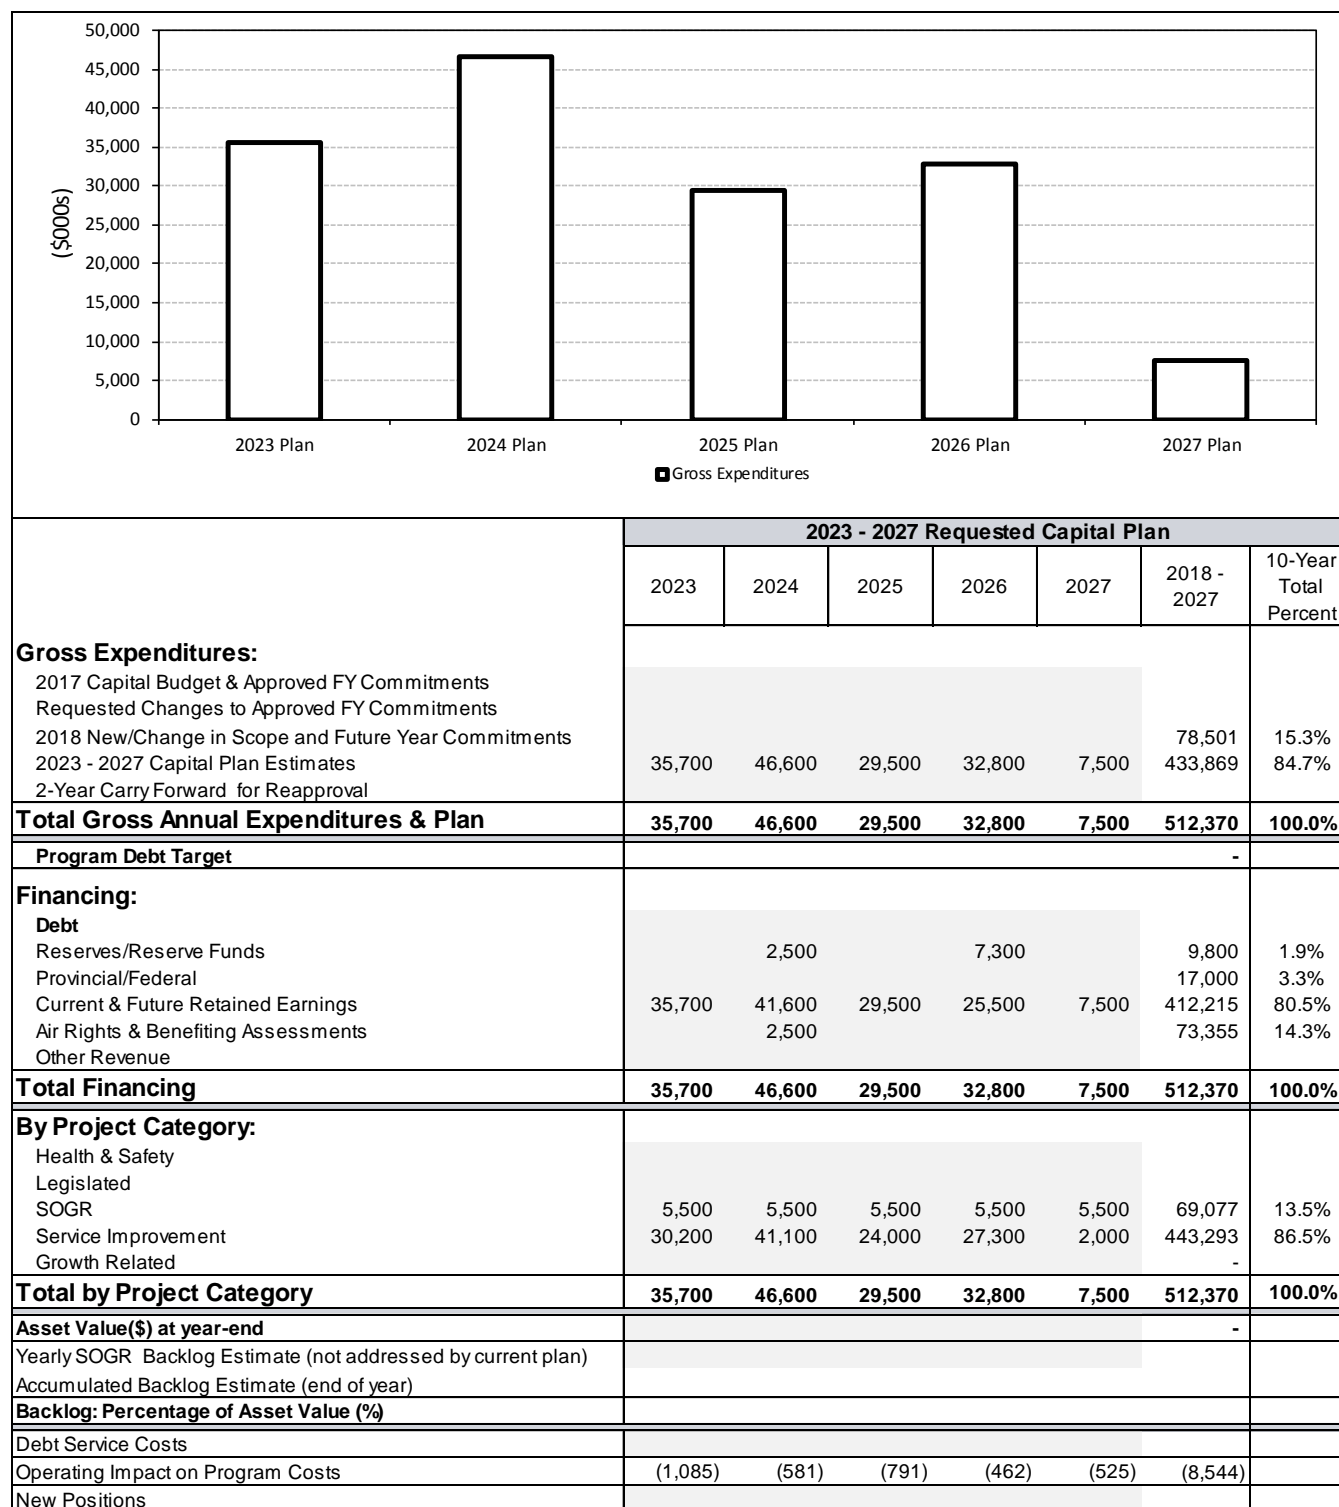 50,000
45,000
40,000
35,000
30,000
25,000
20,000
15,000
10,000
5,000
0
($000s)
2023 Plan 2024 Plan 2025 Plan 2026 Plan 2027 Plan
Gross Expenditures
2023 - 2027 Requested Capital Plan
2023 2024 2025 2026 2027 2018 - 2027 10-Year Total Percent
Gross Expenditures:
2017 Capital Budget & Approved FY Commitments
Requested Changes to Approved FY Commitments
2018 New/Change in Scope and Future Year Commitments 78,501 15.3%
2023 - 2027 Capital Plan Estimates 35,700 46,600 29,500 32,800 7,500 433,869 84.7%
2-Year Carry Forward for Reapproval
Total Gross Annual Expenditures & Plan 35,700 46,600 29,500 32,800 7,500 512,370 100.0%
Program Debt Target -
Financing:
Debt
Reserves/Reserve Funds 2,500 7,300 9,800 1.9%
Provincial/Federal 17,000 3.3%
Current & Future Retained Earnings 35,700 41,600 29,500 25,500 7,500 412,215 80.5%
Air Rights & Benefiting Assessments 2,500 73,355 14.3%
Other Revenue
Total Financing 35,700 46,600 29,500 32,800 7,500 512,370 100.0%
By Project Category:
Health & Safety
Legislated
SOGR 5,500 5,500 5,500 5,500 5,500 69,077 13.5%
Service Improvement 30,200 41,100 24,000 27,300 2,000 443,293 86.5%
Growth Related -
Total by Project Category 35,700 46,600 29,500 32,800 7,500 512,370 100.0%
Asset Value($) at year-end -
Yearly SOGR Backlog Estimate (not addressed by current plan)
Accumulated Backlog Estimate (end of year)
Backlog: Percentage of Asset Value (%)
Debt Service Costs
Operating Impact on Program Costs (1,085) (581) (791) (462) (525) (8,544)
New Positions